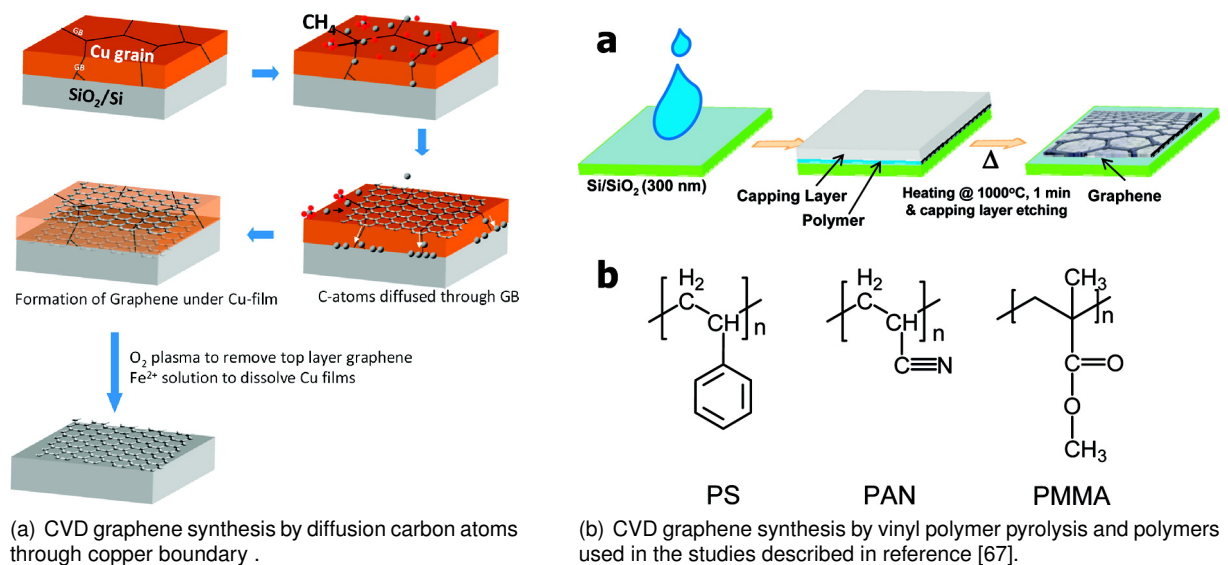 GB
Cu grain
GB
SiO₂/Si
CH₄
Formation of Graphene under Cu-film
C-atoms diffused through GB
O₂ plasma to remove top layer graphene
Fe²⁺ solution to dissolve Cu films
(a) CVD graphene synthesis by diffusion carbon atoms
through copper boundary .
a
Si/SiO₂ (300 nm)
Capping Layer
Polymer
Δ
Heating @ 1000ºC, 1 min
& capping layer etching
Graphene
b
H₂
C
CH
n
PS
H₂
C
CH
n
C≡N
PAN
CH₃
n
C=O
O
CH₃
PMMA
(b) CVD graphene synthesis by vinyl polymer pyrolysis and polymers
used in the studies described in reference [67].